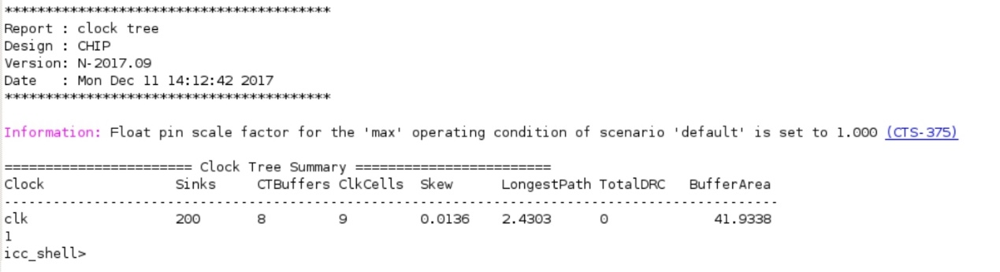 ****************************************
Report : clock tree
Design : CHIP
Version: N-2017.09
Date   : Mon Dec 11 14:12:42 2017
****************************************
Information: Float pin scale factor for the 'max' operating condition of scenario 'default' is set to 1.000 (CTS-375)
======================= Clock Tree Summary ========================
Clock                Sinks     CTBuffers ClkCells  Skew      LongestPath TotalDRC   BufferArea
-----------------------------------------------------------------------------------------------
clk                  200       8         9         0.0136    2.4303      0             41.9338
1
icc_shell>